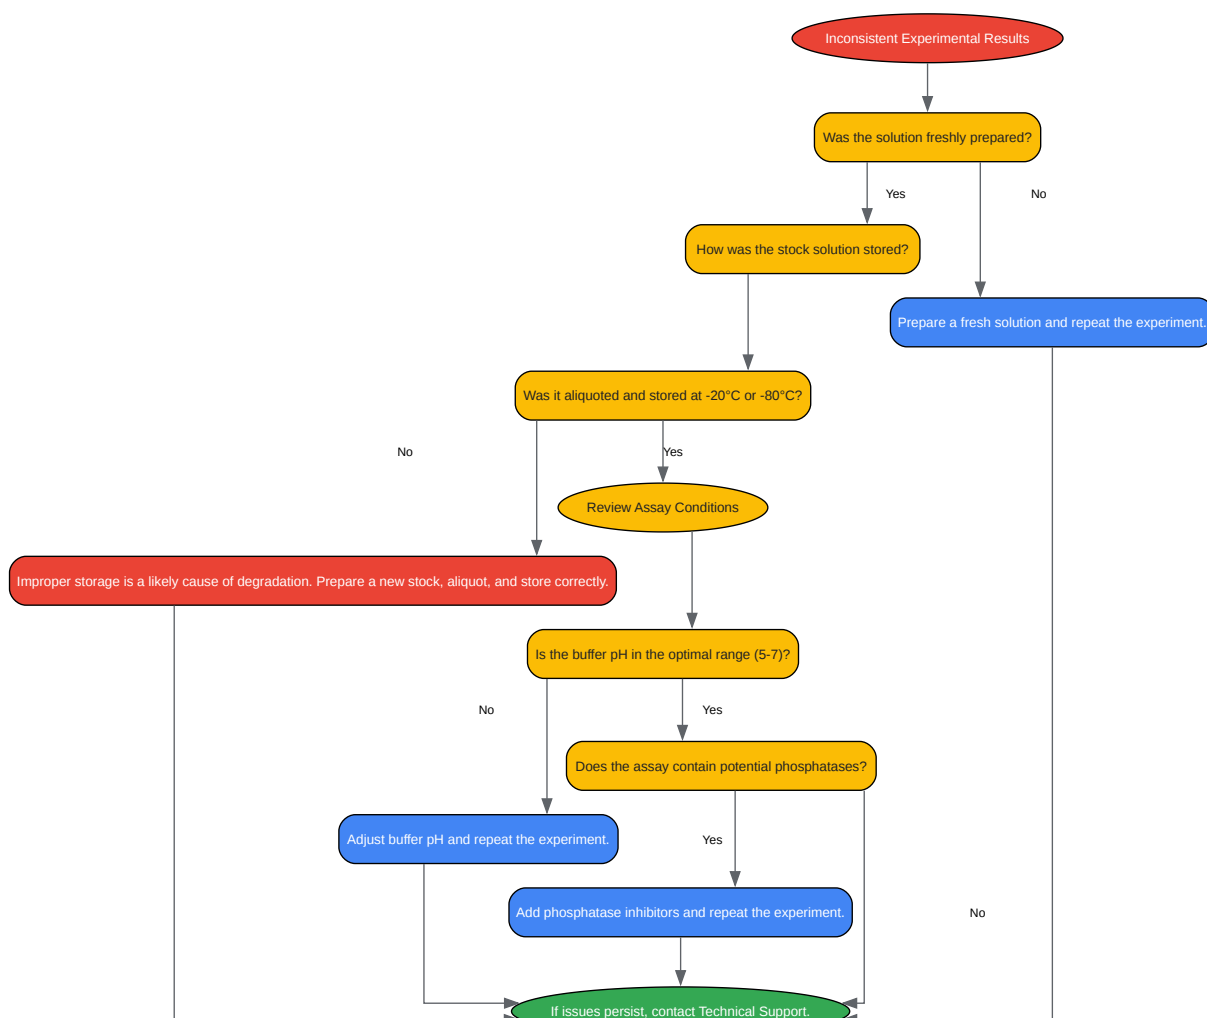 Inconsistent Experimental Results
Was the solution freshly prepared?
Yes
No
How was the stock solution stored?
Prepare a fresh solution and repeat the experiment.
Was it aliquoted and stored at -20°C or -80°C?
No
Yes
Review Assay Conditions
Improper storage is a likely cause of degradation. Prepare a new stock, aliquot, and store correctly.
Is the buffer pH in the optimal range (5-7)?
No
Yes
Does the assay contain potential phosphatases?
Adjust buffer pH and repeat the experiment.
Yes
Add phosphatase inhibitors and repeat the experiment.
No
If issues persist, contact Technical Support.